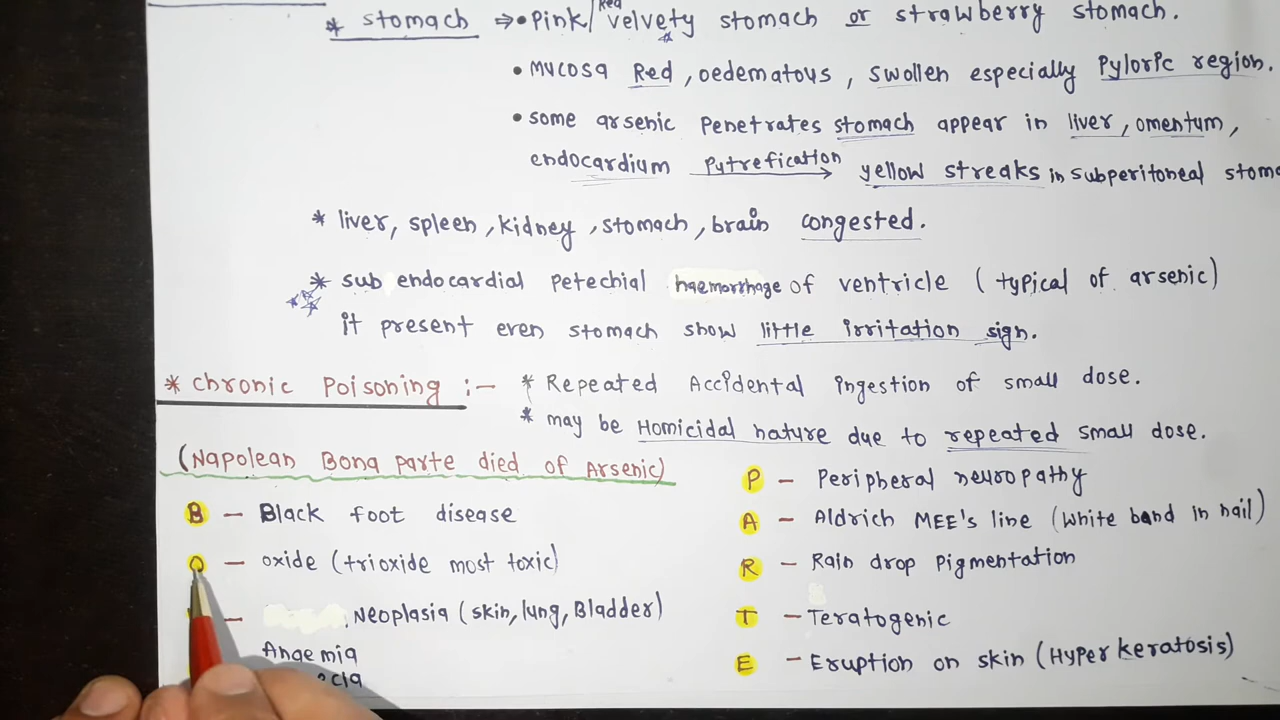 * stomach ⇒ • Pink/Red velvety stomach or strawberry stomach.
• Mucosa Red, oedematous, swollen especially Pyloric region.
• some arsenic penetrates stomach appear in liver, omentum,
endocardium Putrefication → yellow streaks in subperitoneal stoma
* liver, spleen, kidney, stomach, brain congested.
* sub endocardial petechial haemorrhage of ventricle (typical of arsenic)
it present even stomach show little irritation sign.
* Chronic Poisoning :- * Repeated Accidental ingestion of small dose.
* may be Homicidal nature due to repeated small dose.
(Napolean Bona parte died of Arsenic)
B - Black foot disease
O - oxide (trioxide most toxic)
- Neoplasia (skin, lung, Bladder)
Anaemia
P - Peripheral neuropathy
A - Aldrich MEE's line (white band in nail)
R - Rain drop Pigmentation
T - Teratogenic
E - Eruption on skin (Hyper keratosis)